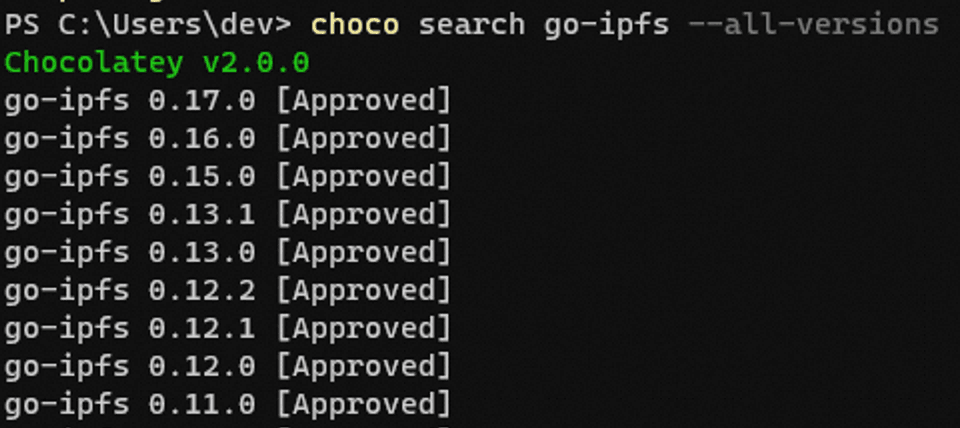 PS C:\Users\dev> choco search go-ipfs --all-versions
Chocolatey v2.0.0
go-ipfs 0.17.0 [Approved]
go-ipfs 0.16.0 [Approved]
go-ipfs 0.15.0 [Approved]
go-ipfs 0.13.1 [Approved]
go-ipfs 0.13.0 [Approved]
go-ipfs 0.12.2 [Approved]
go-ipfs 0.12.1 [Approved]
go-ipfs 0.12.0 [Approved]
go-ipfs 0.11.0 [Approved]